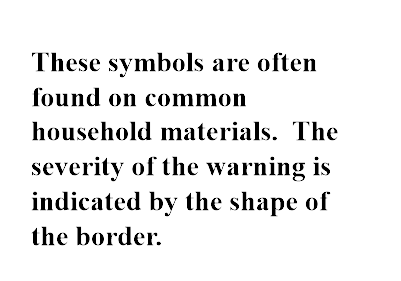 These symbols are often
found on common
household materials.  The
severity of the warning is
indicated by the shape of
the border.